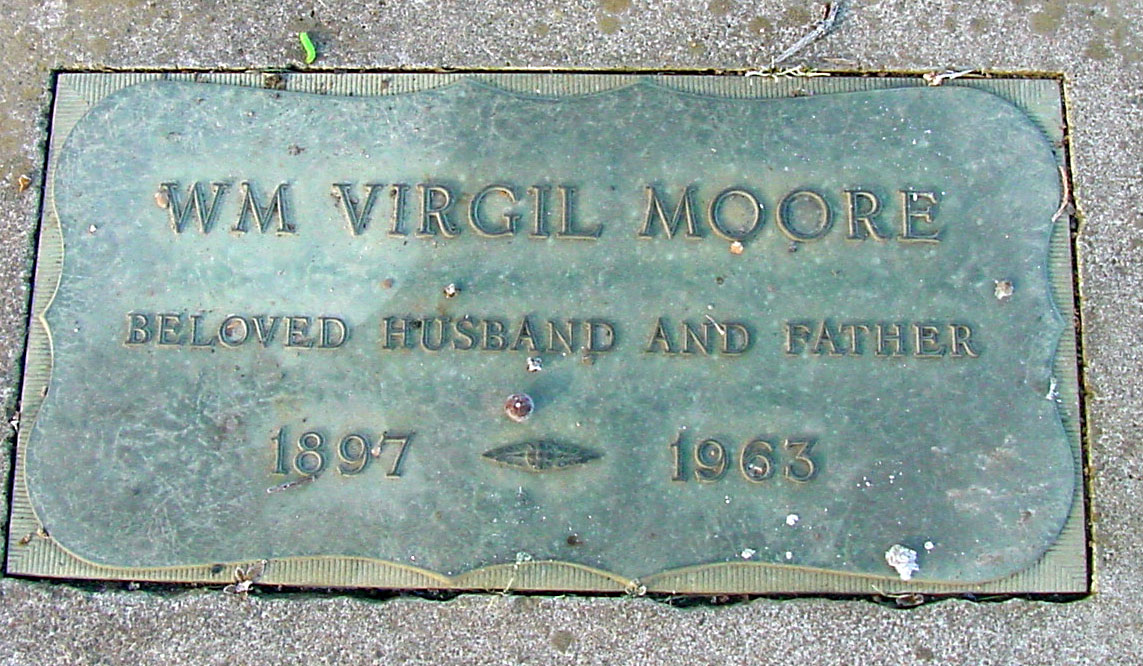 WM VIRGIL MOORE
BELOVED HUSBAND AND FATHER
1897 1963